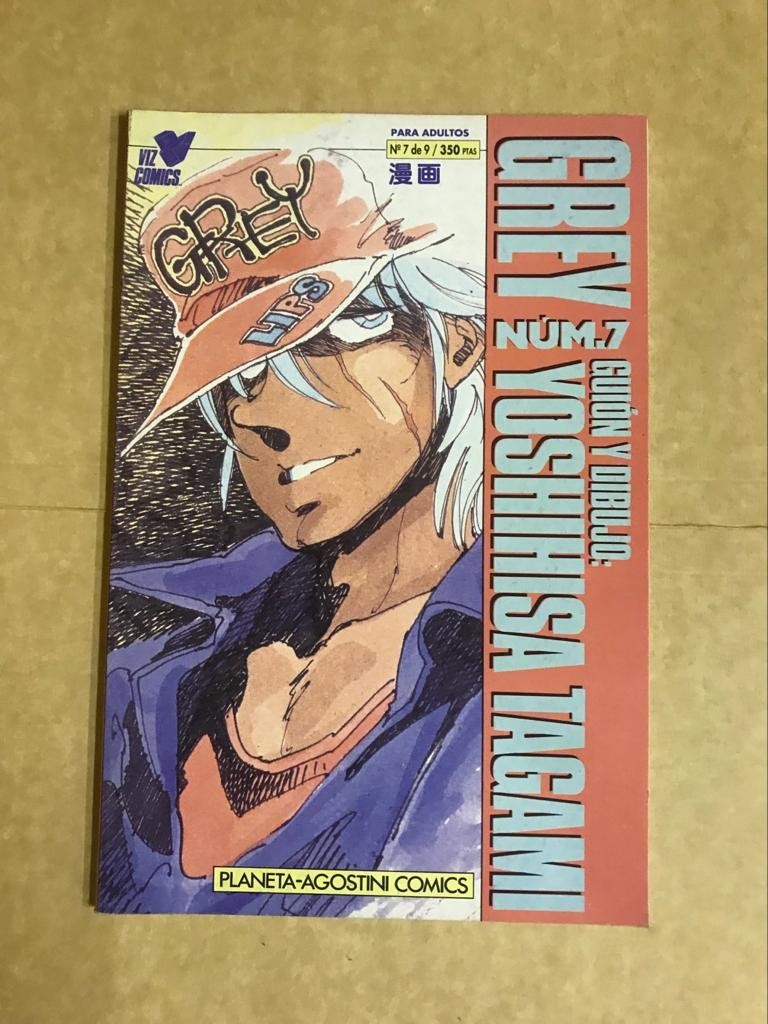 VIZ
COMICS.
PARA ADULTOS
Nº 7 de 9 / 350 PTAS
漫画
GREY
LIPS
GREY NÚM.7 YOSHIHISA TAGAMI
GUIÓN Y DIBUJO:
PLANETA-AGOSTINI COMICS